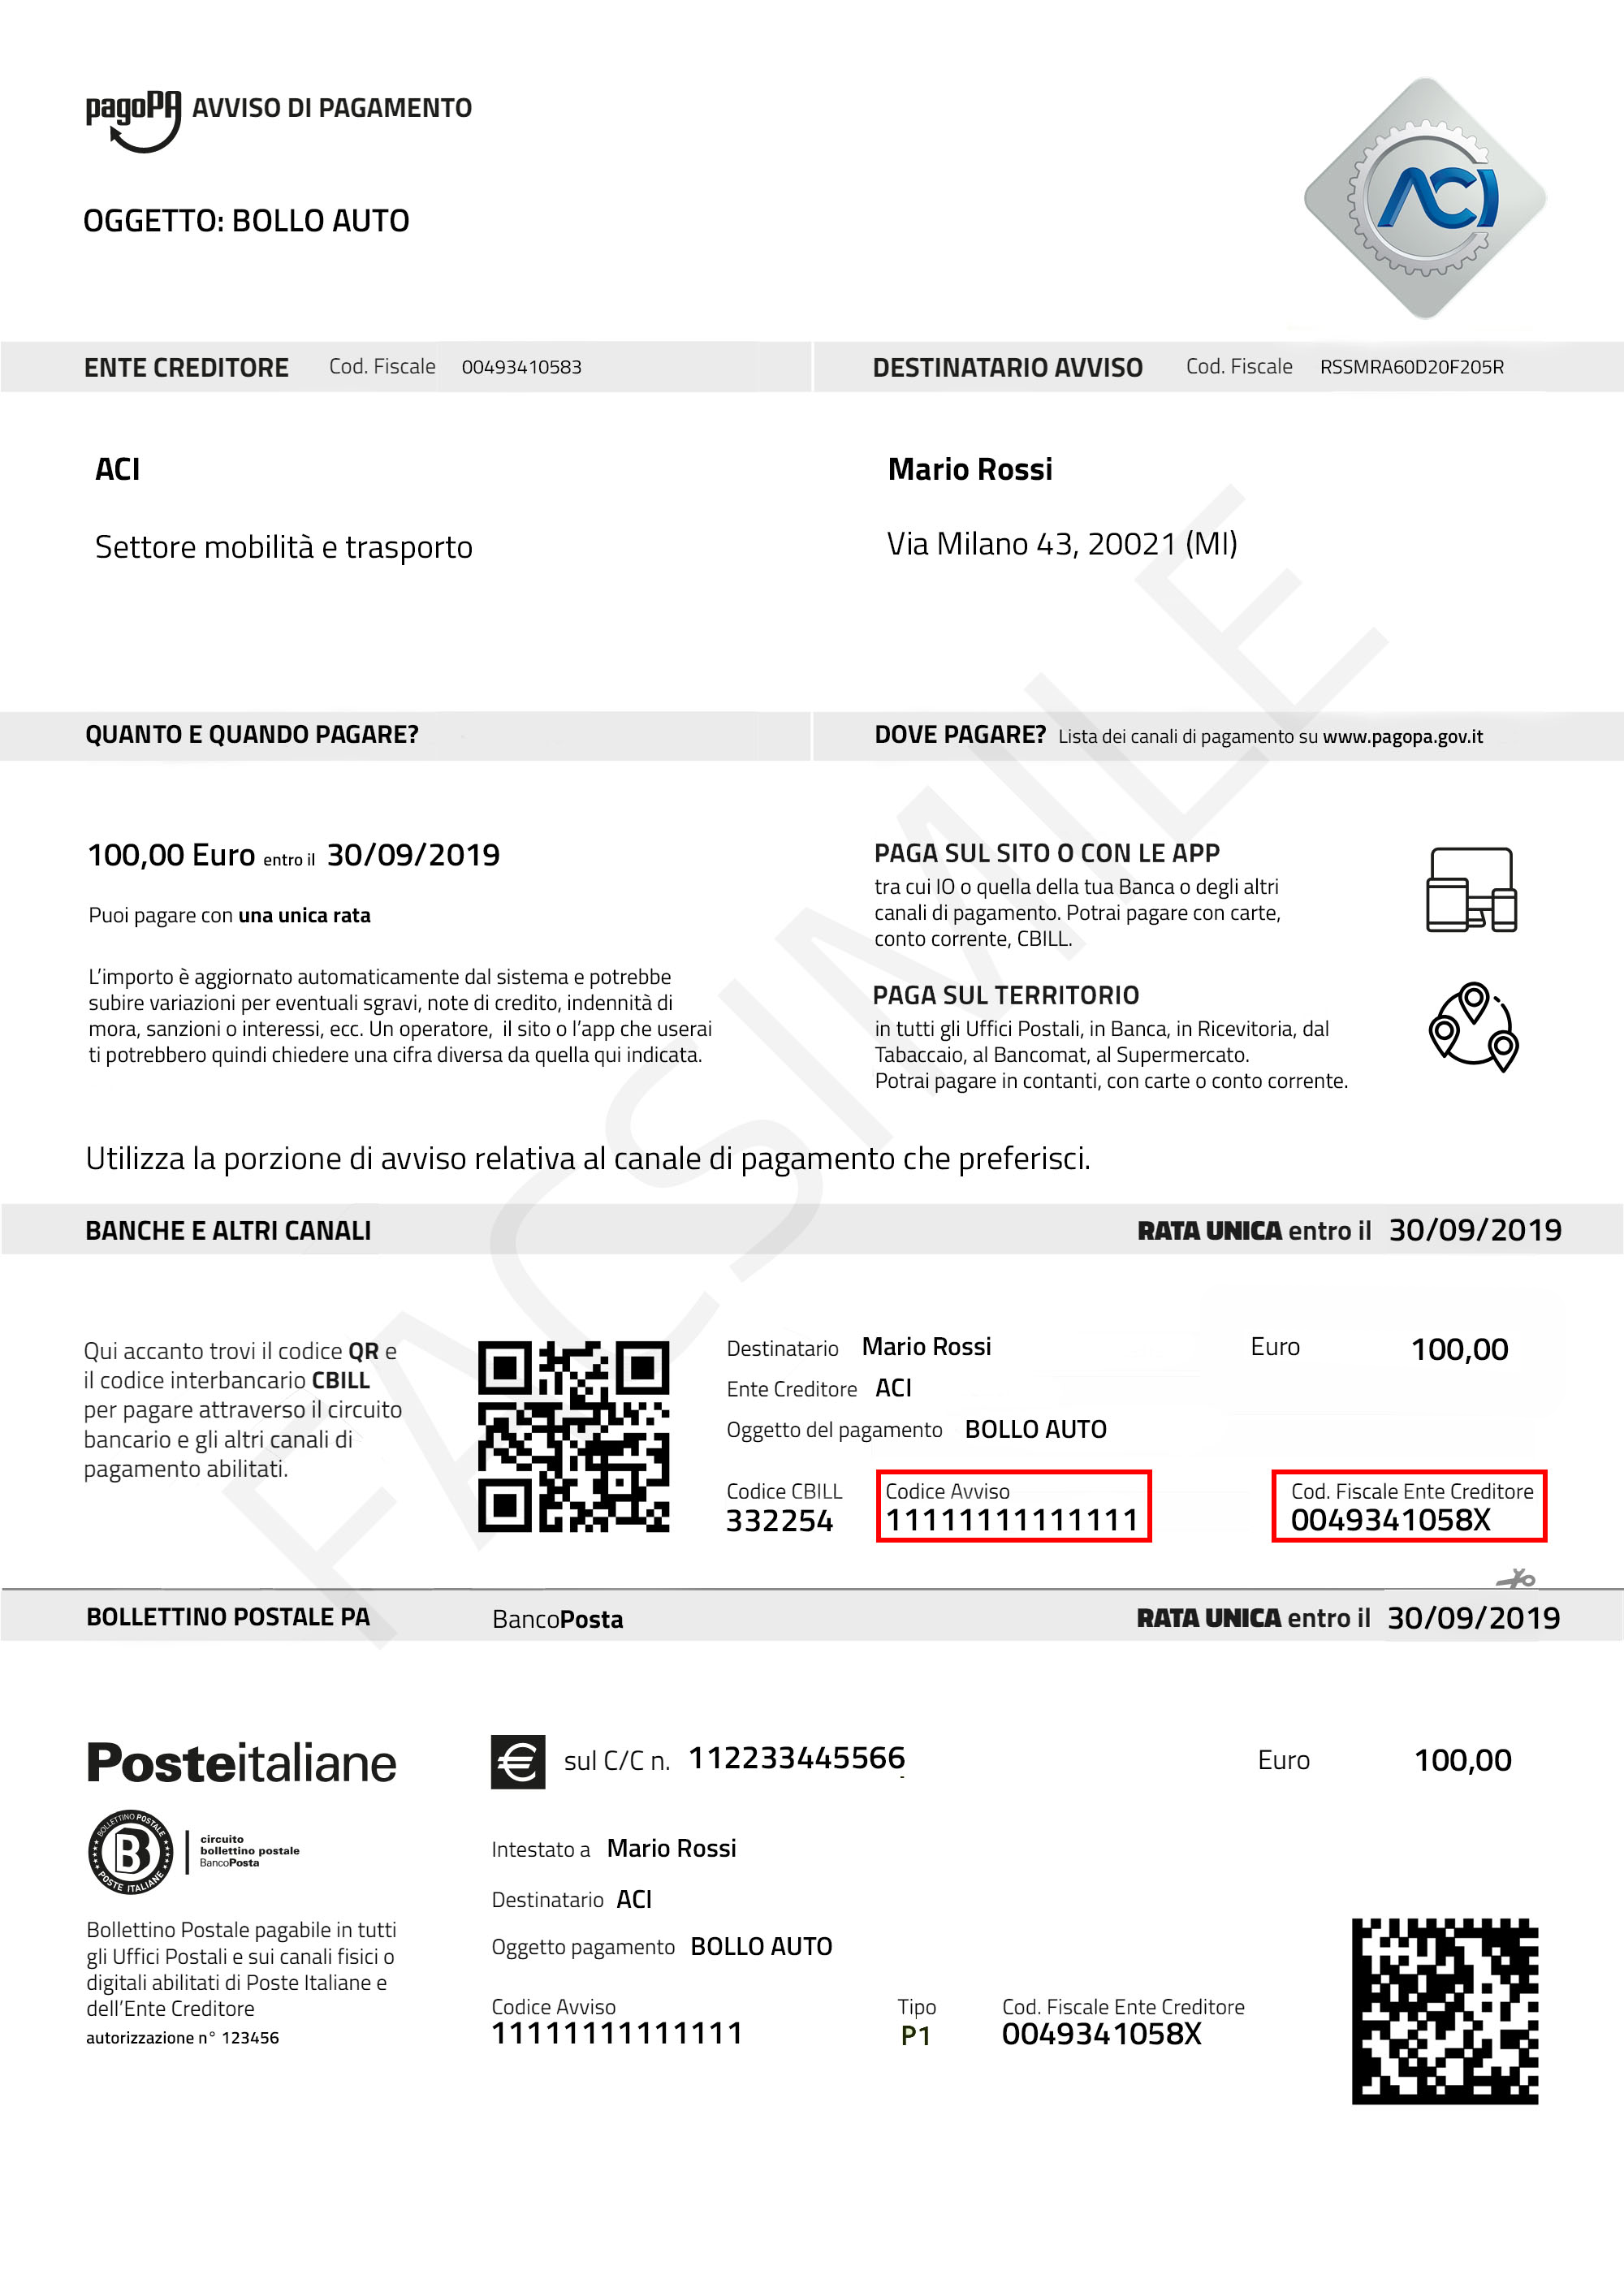 pagoPA AVVISO DI PAGAMENTO
OGGETTO: BOLLO AUTO
ACI
ENTE CREDITORE Cod. Fiscale 00493410583
DESTINATARIO AVVISO Cod. Fiscale RSSMRA60D20F205R
ACI
Settore mobilità e trasporto
Mario Rossi
Via Milano 43, 20021 (MI)
QUANTO E QUANDO PAGARE?
DOVE PAGARE? Lista dei canali di pagamento su www.pagopa.gov.it
100,00 Euro entro il 30/09/2019
Puoi pagare con una unica rata
L'importo è aggiornato automaticamente dal sistema e potrebbe
subire variazioni per eventuali sgravi, note di credito, indennità di
mora, sanzioni o interessi, ecc. Un operatore, il sito o l'app che userai
ti potrebbero quindi chiedere una cifra diversa da quella qui indicata.
PAGA SUL SITO O CON LE APP
tra cui IO o quella della tua Banca o degli altri
canali di pagamento. Potrai pagare con carte,
conto corrente, CBILL.
PAGA SUL TERRITORIO
in tutti gli Uffici Postali, in Banca, in Ricevitoria, dal
Tabaccaio, al Bancomat, al Supermercato.
Potrai pagare in contanti, con carte o conto corrente.
FACSIMILE
Utilizza la porzione di avviso relativa al canale di pagamento che preferisci.
BANCHE E ALTRI CANALI
RATA UNICA entro il 30/09/2019
Qui accanto trovi il codice QR e
il codice interbancario CBILL
per pagare attraverso il circuito
bancario e gli altri canali di
pagamento abilitati.
Destinatario Mario Rossi
Euro 100,00
Ente Creditore ACI
Oggetto del pagamento BOLLO AUTO
Codice CBILL
332254
Codice Avviso
11111111111111
Cod. Fiscale Ente Creditore
0049341058X
BOLLETTINO POSTALE PA
BancoPosta
RATA UNICA entro il 30/09/2019
Posteitaliane
€ sul C/C n. 112233445566
Euro 100,00
BOLLETTINO POSTALE
B
POSTE ITALIANE
circuito
bollettino postale
BancoPosta
Intestato a Mario Rossi
Destinatario ACI
Oggetto pagamento BOLLO AUTO
Bollettino Postale pagabile in tutti
gli Uffici Postali e sui canali fisici o
digitali abilitati di Poste Italiane e
dell'Ente Creditore
autorizzazione n° 123456
Codice Avviso
11111111111111
Tipo
P1
Cod. Fiscale Ente Creditore
0049341058X